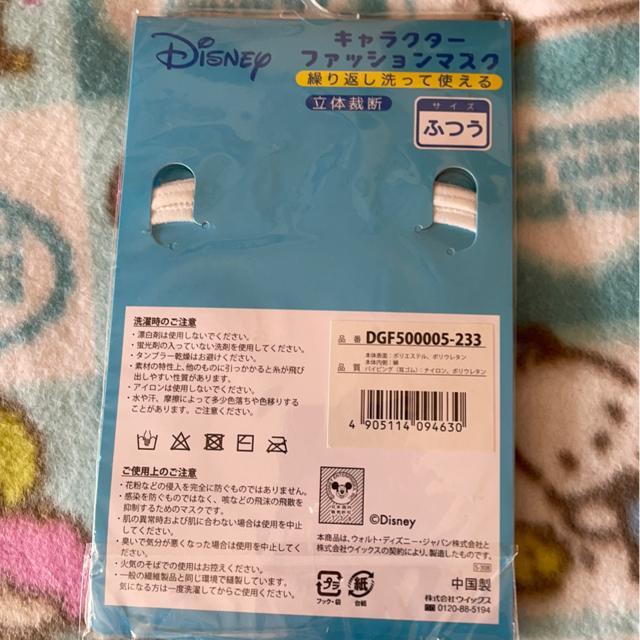 Disney
キャラクター
ファッションマスク
繰り返し洗って使える
立体裁断
サイズ
ふつう
洗濯時のご注意
・漂白剤は使用しないでください。
・蛍光剤の入っていない洗剤を使用してください。
・タンブラー乾燥はお避けください。
・素材の特性上、他のものに引っかかると糸が飛び
出しやすい性質があります。
・アイロンは使用しないでください。
・水や汗、摩擦によって多少色落ちや色移りする
ことがあります。ご注意ください。
品番 DGF500005-233
品質
本体表面：ポリエステル、ポリウレタン
本体内側：綿
パイピング（耳ゴム）：ナイロン、ポリウレタン
4 905114 094630
ご使用上のご注意
・花粉などの侵入を完全に防ぐものではありません。
・感染を防ぐものではなく、咳などの飛沫の飛散を
抑制するためのマスクです。
・肌の異常時および肌に合わない場合は使用を中止
してください。
・臭いで気分が悪くなった場合は使用を中止してく
ださい。
・火気のそばでの使用はお控えください。
・一般の繊維製品と同じ環境で縫製しています。
気になる方は一度洗濯してからご使用ください。
©Disney
本商品は、ウォルト・ディズニー・ジャパン株式会社と
株式会社ウイックスの契約により、製造したものです。
S-308
プラ
フック・袋
紙
台紙
中国製
株式会社ウイックス
0120-88-5194